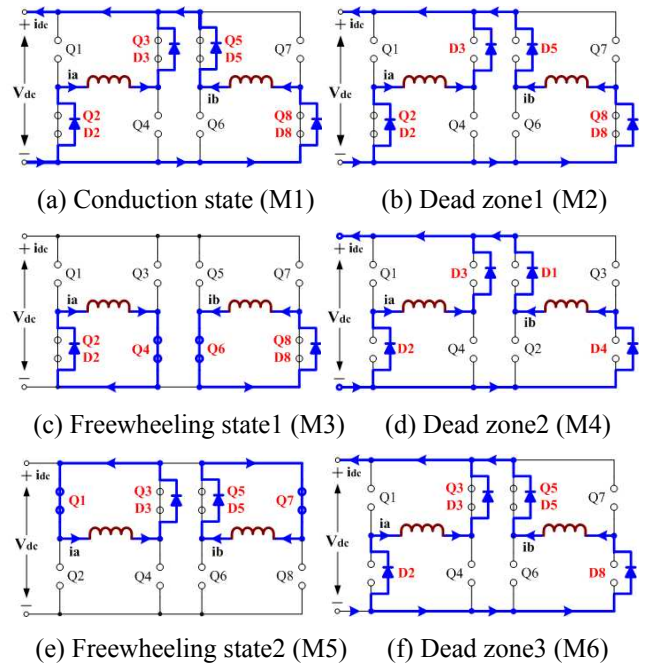 + idc Q1 Q3 D3 Q5 D5 Q7
Vdc ia ib
Q2 D2 Q4 Q6 Q8 D8
−
(a) Conduction state (M1)
+ idc Q1 D3 D5 Q7
Vdc ia ib
Q2 D2 Q4 Q6 Q8 D8
−
(b) Dead zone1 (M2)
+ idc Q1 Q3 Q5 Q7
Vdc ia ib
Q2 D2 Q4 Q6 Q8 D8
−
(c) Freewheeling state1 (M3)
+ idc Q1 D3 D1 Q3
Vdc ia ib
D2 Q4 Q2 D4
−
(d) Dead zone2 (M4)
+ idc Q1 Q3 D3 Q5 D5 Q7
Vdc ia ib
Q2 Q4 Q6 Q8
−
(e) Freewheeling state2 (M5)
+ idc Q1 Q3 D3 Q5 D5 Q7
Vdc ia ib
D2 Q4 Q6 D8
−
(f) Dead zone3 (M6)